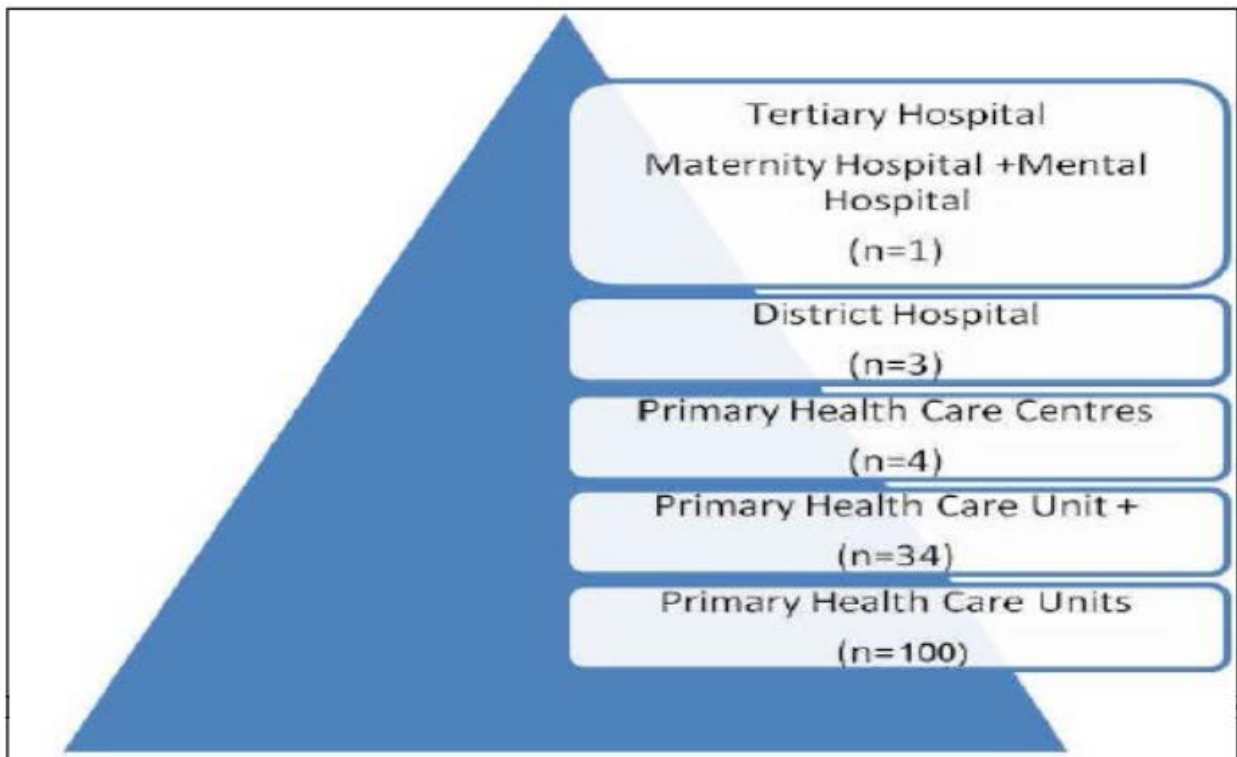 Tertiary Hospital
Maternity Hospital +Mental
Hospital
(n=1)
District Hospital
(n=3)
Primary Health Care Centres
(n=4)
Primary Health Care Unit +
(n=34)
Primary Health Care Units
(n=100)